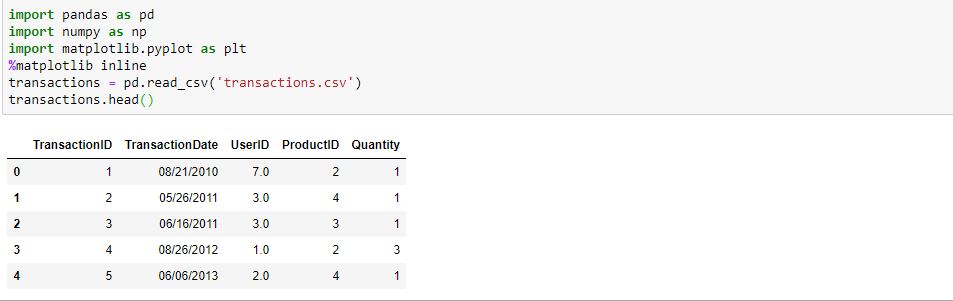 import pandas as pd
import numpy as np
import matplotlib.pyplot as plt
%matplotlib inline
transactions = pd.read_csv('transactions.csv')
transactions.head()
TransactionID TransactionDate UserID ProductID Quantity
0 1 08/21/2010 7.0 2 1
1 2 05/26/2011 3.0 4 1
2 3 06/16/2011 3.0 3 1
3 4 08/26/2012 1.0 2 3
4 5 06/06/2013 2.0 4 1